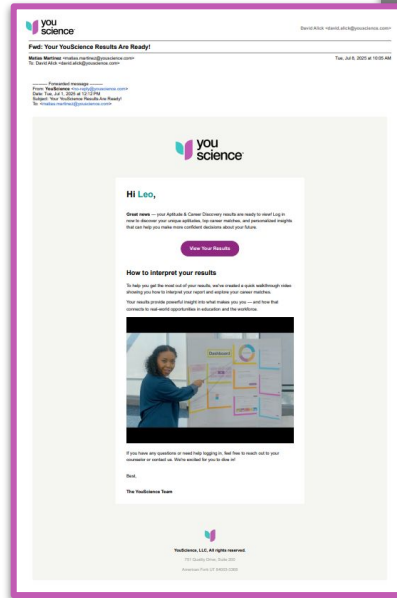 you
science
David Alick <david.alick@youscience.com>
Fwd: Your YouScience Results Are Ready!
Matias Martinez <matias.martinez@youscience.com>
Tue, Jul 8, 2025 at 10:05 AM
To: David Alick <david.alick@youscience.com>
---------- Forwarded message ---------
From: YouScience <no-reply@youscience.com>
Date: Tue, Jul 1, 2025 at 12:13 PM
Subject: Your YouScience Results Are Ready!
To: <matias.martinez@youscience.com>
you
science
Hi Leo,
Great news — your Aptitude & Career Discovery results are ready to view! Log in
now to discover your unique aptitudes, top career matches, and personalized insights
that can help you make more confident decisions about your future.
View Your Results
How to interpret your results
To help you get the most out of your results, we've created a quick walkthrough video
showing you how to interpret your report and explore your career matches.
Your results provide powerful insight into what makes you you — and how that
connects to real-world opportunities in education and the workforce.
Dashboard
If you have any questions or need help logging in, feel free to reach out to your
counselor or contact us. We're excited for you to dive in!
Best,
The YouScience Team
YouScience, LLC, All rights reserved.
751 Quality Drive, Suite 200
American Fork UT